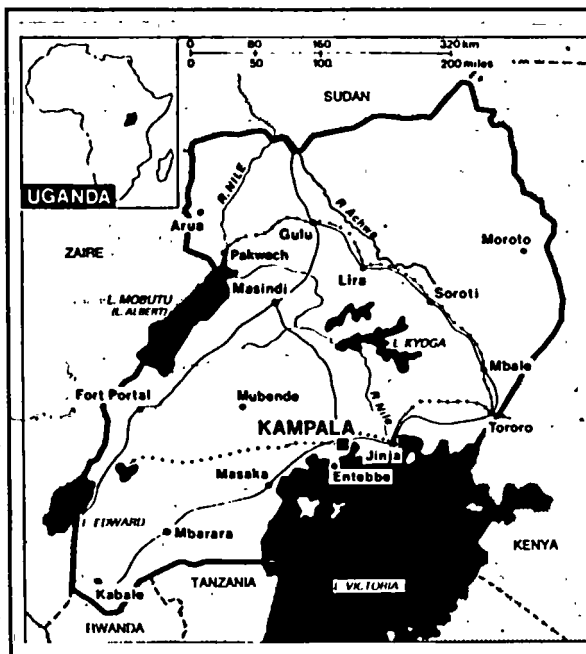 0 80 160 320 km
0 50 100 200 miles
SUDAN
UGANDA
R. NILE
R. Achwa
Arua
Gulu
Moroto
ZAIRE
Pakwach
Lira
Masindi
Soroti
L. MOBUTU
(L. ALBERT)
L. KYOGA
Mbale
Fort Portal
Mubende
R. Nile
Tororo
KAMPALA
Jinja
Masaka
Entebbe
L. EDWARD
Mbarara
KENYA
TANZANIA
L. VICTORIA
Kabale
RWANDA